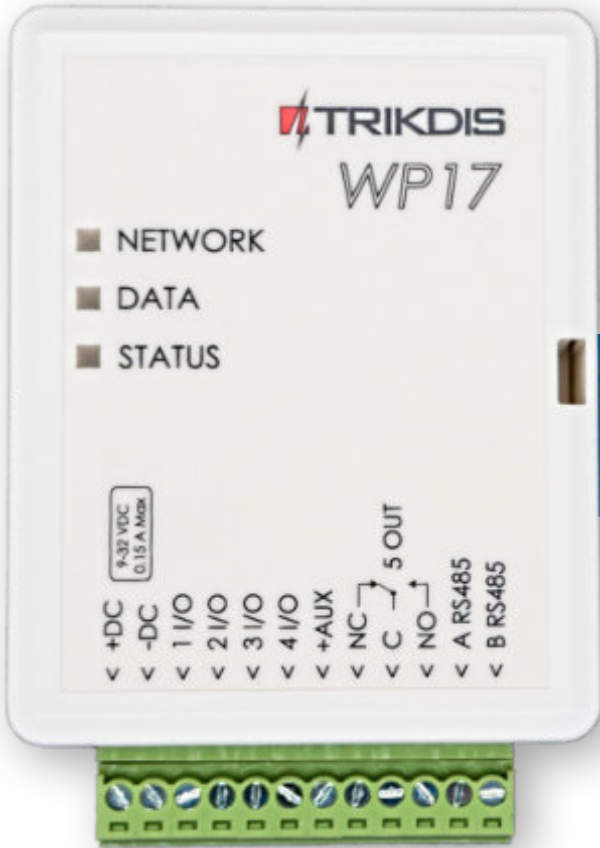 TRIKDIS
WP17
NETWORK
DATA
STATUS
9-32 VDC
0.15 A Max
< +DC
< -DC
< 1 I/O
< 2 I/O
< 3 I/O
< 4 I/O
< +AUX
< NC
< C 5 OUT
< NO
< A RS485
< B RS485